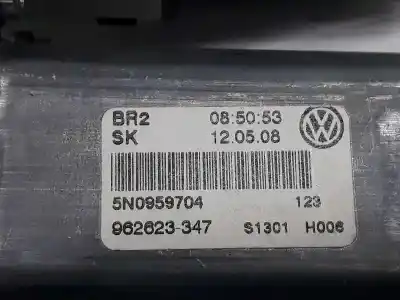 BR2 08:50:53
SK 12.05.08
5N0959704 123
962623-347 S1301 H006